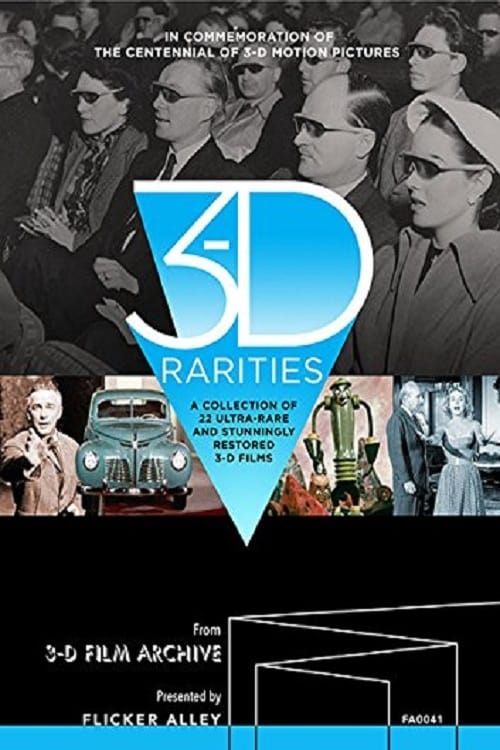 IN COMMEMORATION OF
THE CENTENNIAL OF 3-D MOTION PICTURES
3-D
RARITIES
A COLLECTION OF
22 ULTRA-RARE
AND STUNNINGLY
RESTORED
3-D FILMS
From
3-D FILM ARCHIVE
Presented by
FLICKER ALLEY
FA0041